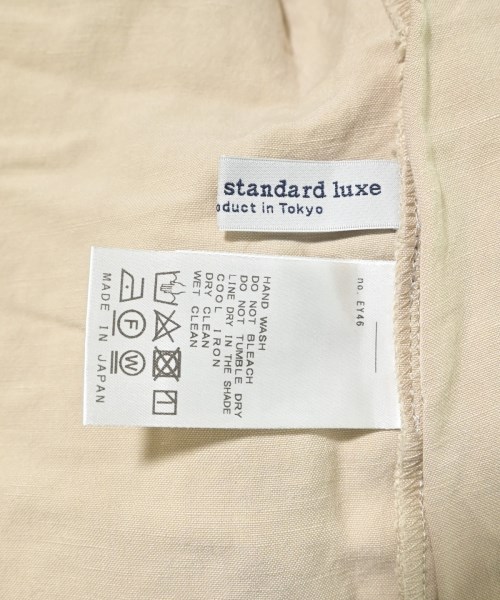 standard luxe
oduct in Tokyo
no. EY46
HAND WASH
DO NOT BLEACH
DO NOT TUMBLE DRY
LINE DRY IN THE SHADE
COOL IRON
DRY CLEAN
WET CLEAN
F W
MADE IN JAPAN